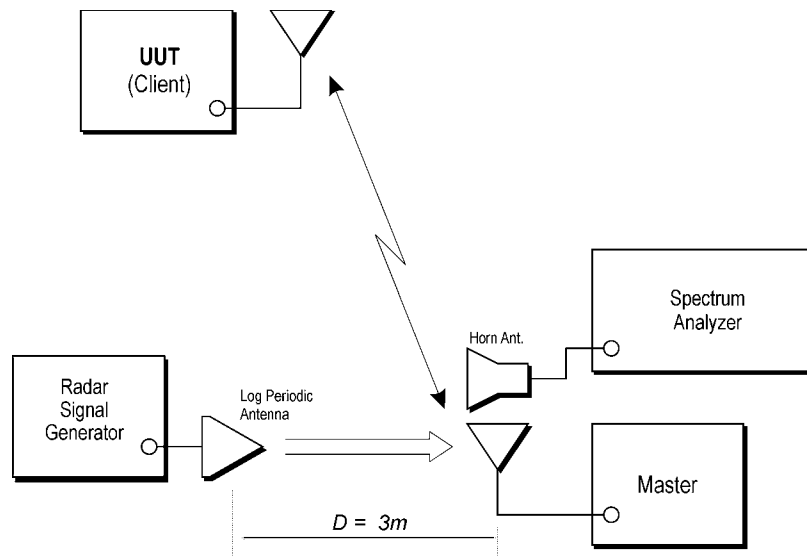 UUT
(Client)
Spectrum
Analyzer
Horn Ant.
Radar
Signal
Generator
Log Periodic
Antenna
Master
D = 3m